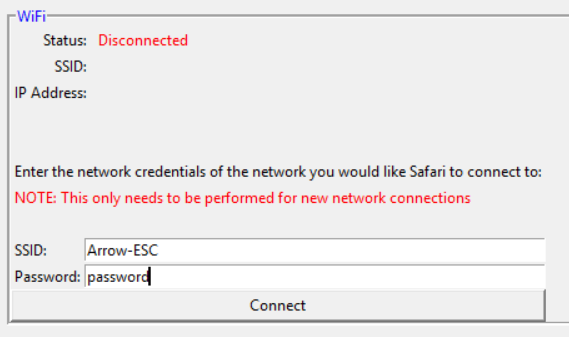 WiFi
Status: Disconnected
SSID:
IP Address:
Enter the network credentials of the network you would like Safari to connect to:
NOTE: This only needs to be performed for new network connections
SSID: Arrow-ESC
Password: password
Connect